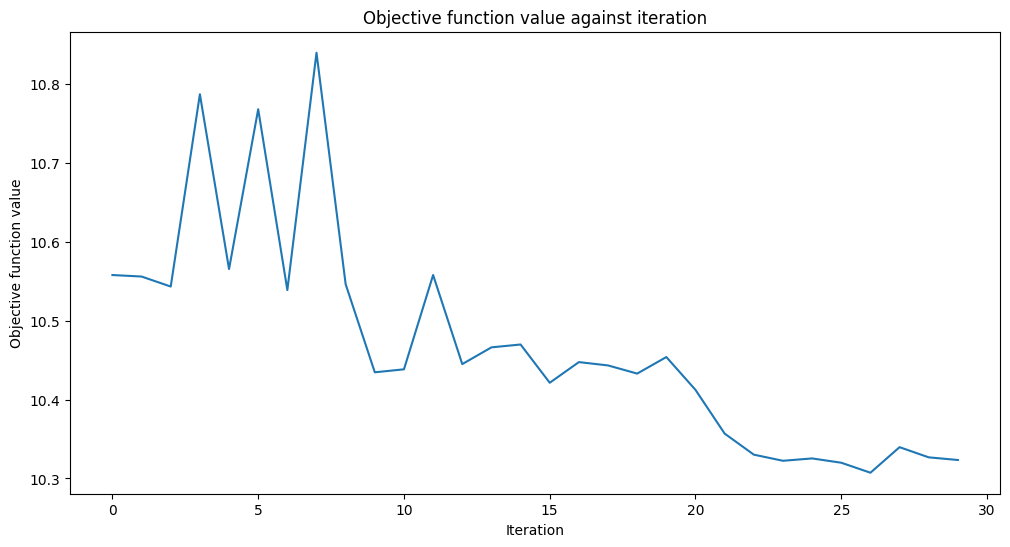 Objective function value against iteration
Objective function value
10.8
10.7
10.6
10.5
10.4
10.3
0 5 10 15 20 25 30
Iteration